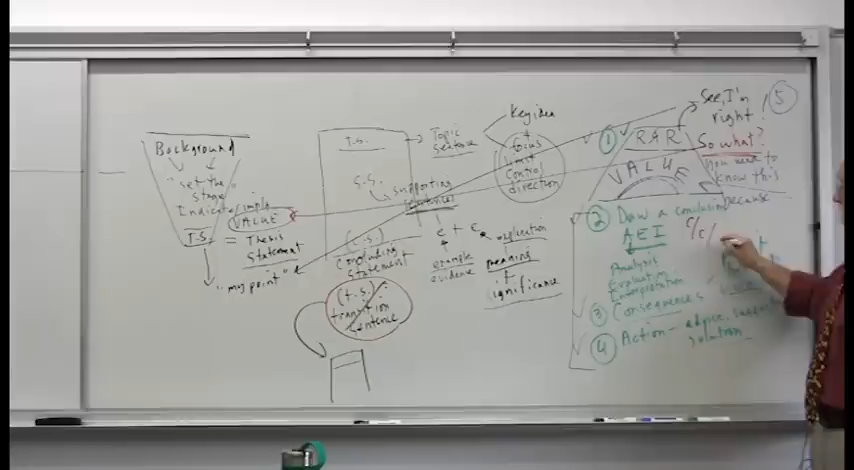 Background
"set the
stage"
Indicate/imply
VALUE
T.S. = Thesis
Statement
"my point"
T.S.
Topic
sentence
S.S.
supporting
sentences
(C.S.)
Concluding
Statement
(t.s.)
transition
sentence
Key idea
+
focus
limit
control
direction
e + e
explanation
example
evidence
meaning
+
significance
① RAR
VALUE
See, I'm
right!
⑤
So what?
you need to
know this
because
② Draw a conclusion
AEI
Analysis
Evaluation
Interpretation
③ Consequences
④ Action - advice,
solution